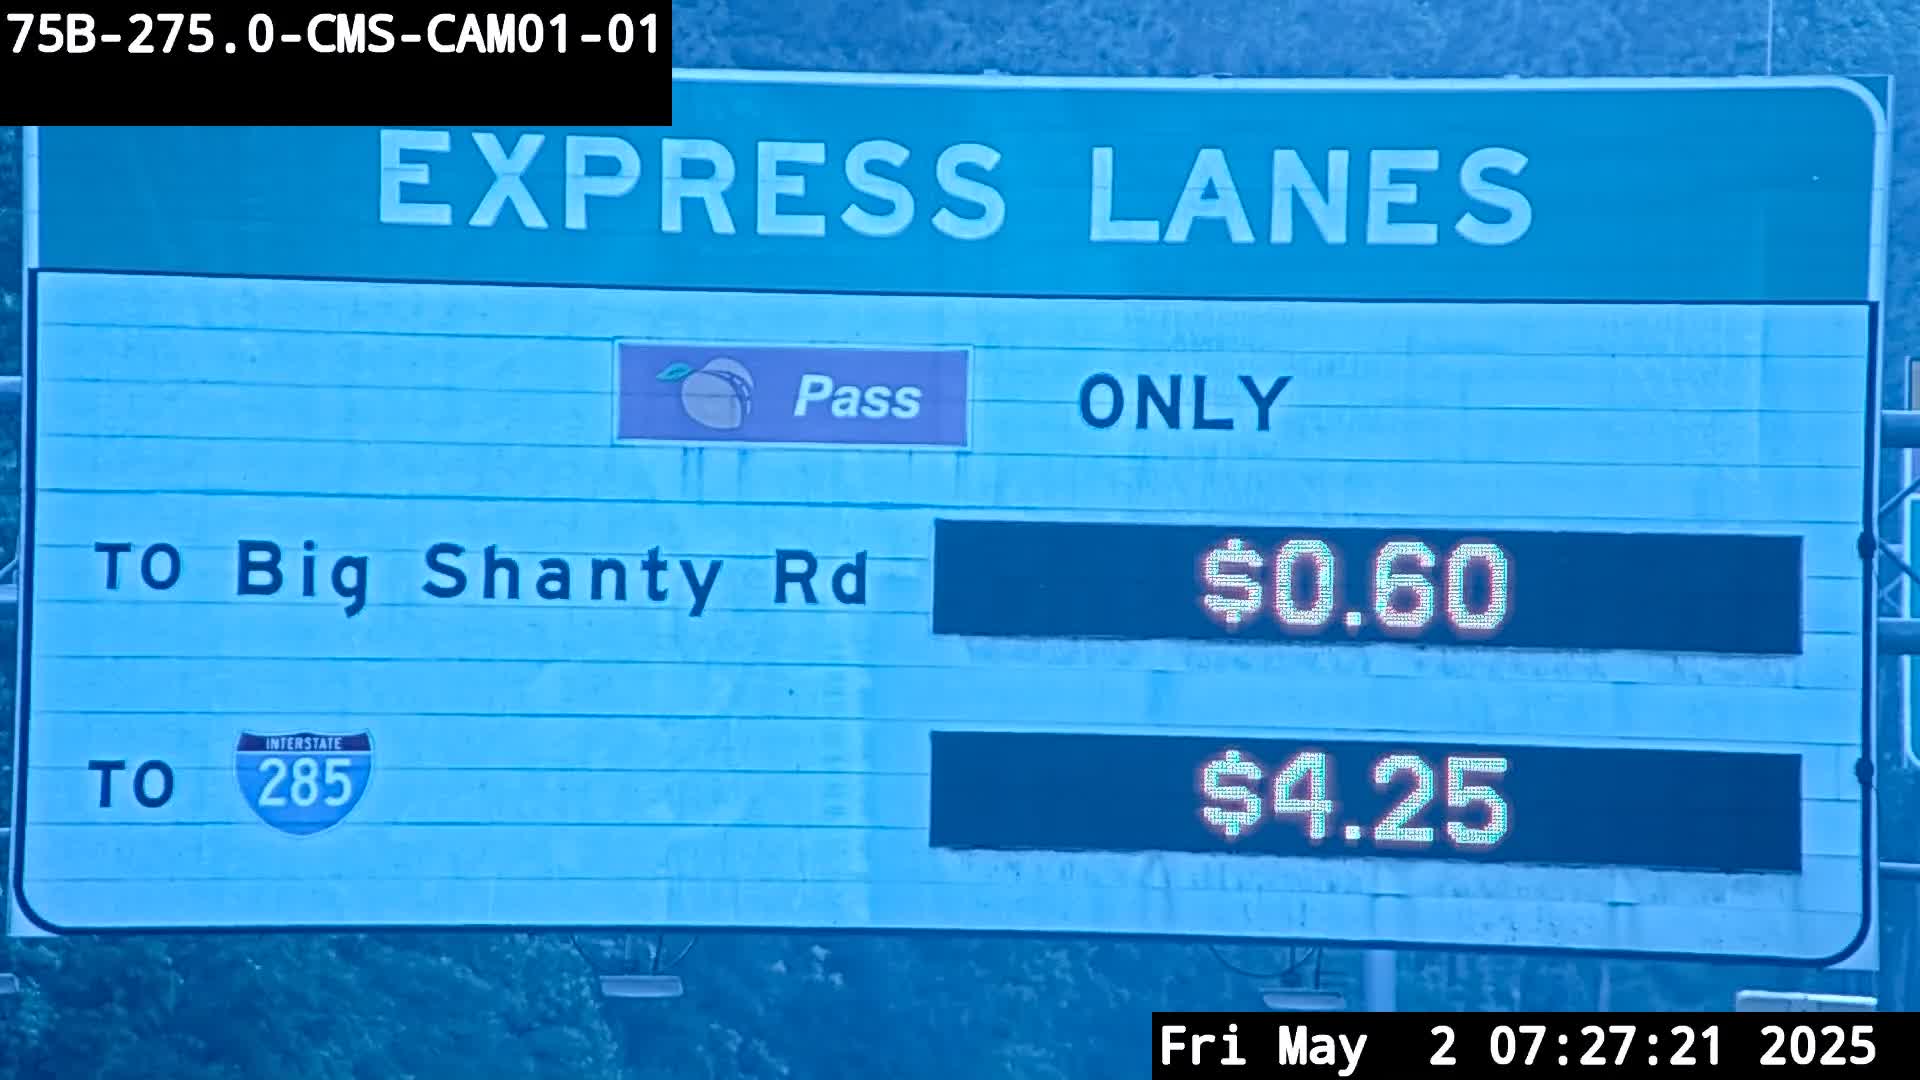 75B-275.0-CMS-CAM01-01
EXPRESS LANES
Pass ONLY
TO Big Shanty Rd $0.60
INTERSTATE
TO 285 $4.25
Fri May 2 07:27:21 2025